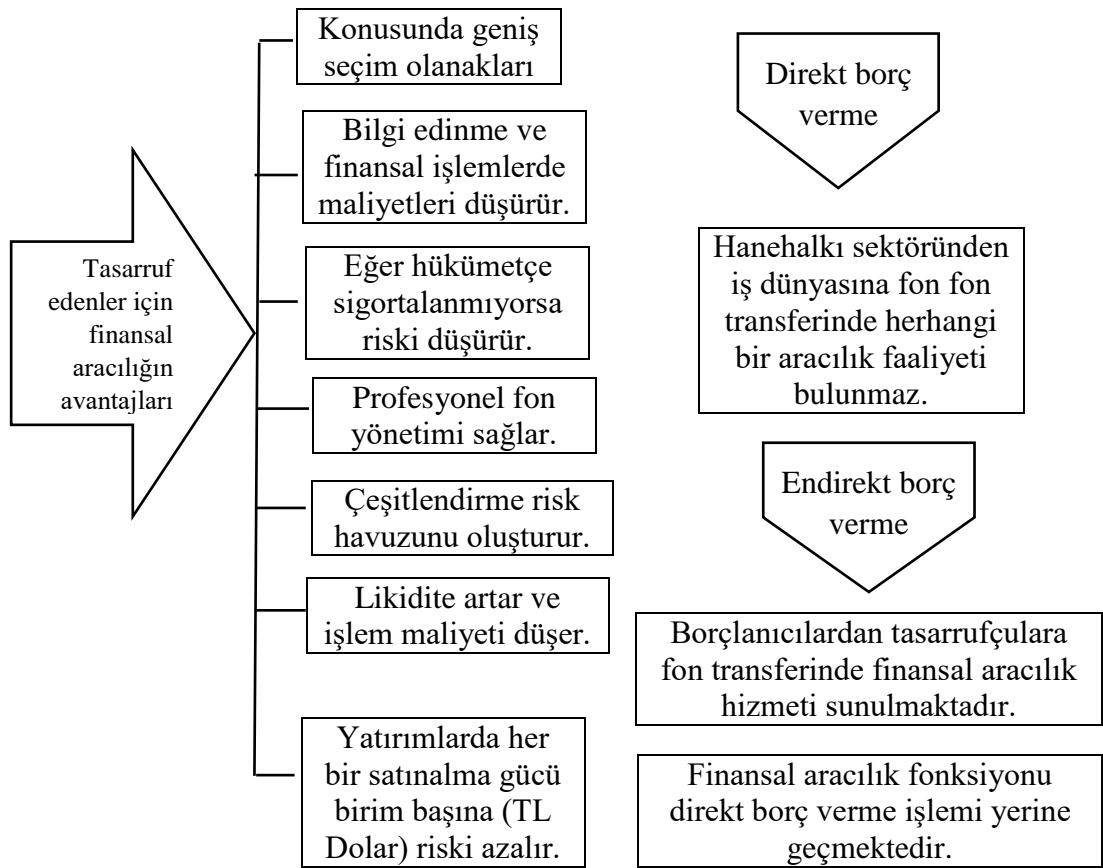 Tasarruf
edenler için
finansal
aracılığın
avantajları
Konusunda geniş
seçim olanakları
Bilgi edinme ve
finansal işlemlerde
maliyetleri düşürür.
Eğer hükümetçe
sigortalanmıyorsa
riski düşürür.
Profesyonel fon
yönetimi sağlar.
Çeşitlendirme risk
havuzunu oluşturur.
Likidite artar ve
işlem maliyeti düşer.
Yatırımlarda her
bir satınalma gücü
birim başına (TL
Dolar) riski azalır.
Direkt borç
verme
Hanehalkı sektöründen
iş dünyasına fon fon
transferinde herhangi
bir aracılık faaliyeti
bulunmaz.
Endirekt borç
verme
Borçlanıcılardan tasarrufçulara
fon transferinde finansal aracılık
hizmeti sunulmaktadır.
Finansal aracılık fonksiyonu
direkt borç verme işlemi yerine
geçmektedir.